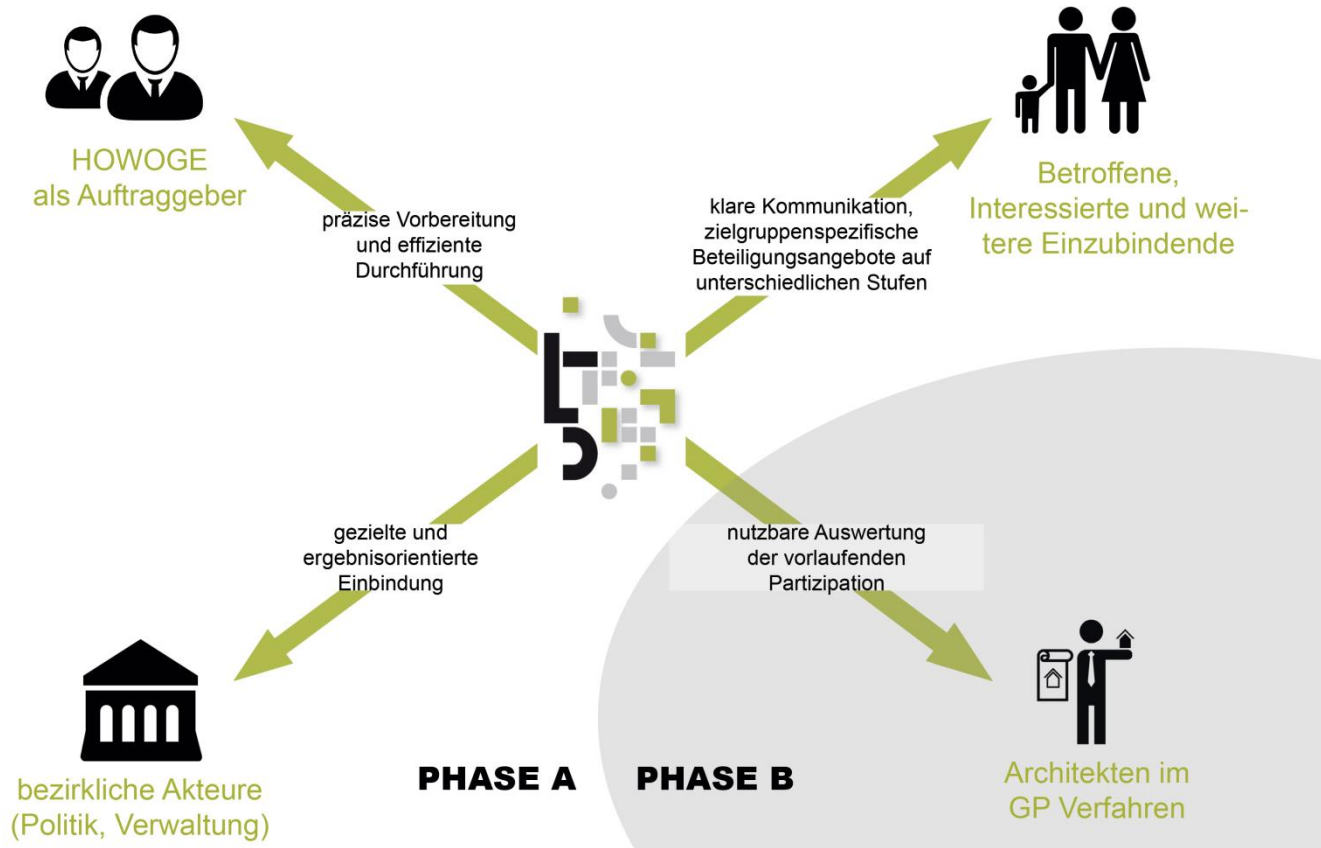 HOWOGE
als Auftraggeber
präzise Vorbereitung
und effiziente
Durchführung
klare Kommunikation,
zielgruppenspezifische
Beteiligungsangebote auf
unterschiedlichen Stufen
Betroffene,
Interessierte und wei-
tere Einzubindende
gezielte und
ergebnisorientierte
Einbindung
nutzbare Auswertung
der vorlaufenden
Partizipation
bezirkliche Akteure
(Politik, Verwaltung)
PHASE A
PHASE B
Architekten im
GP Verfahren